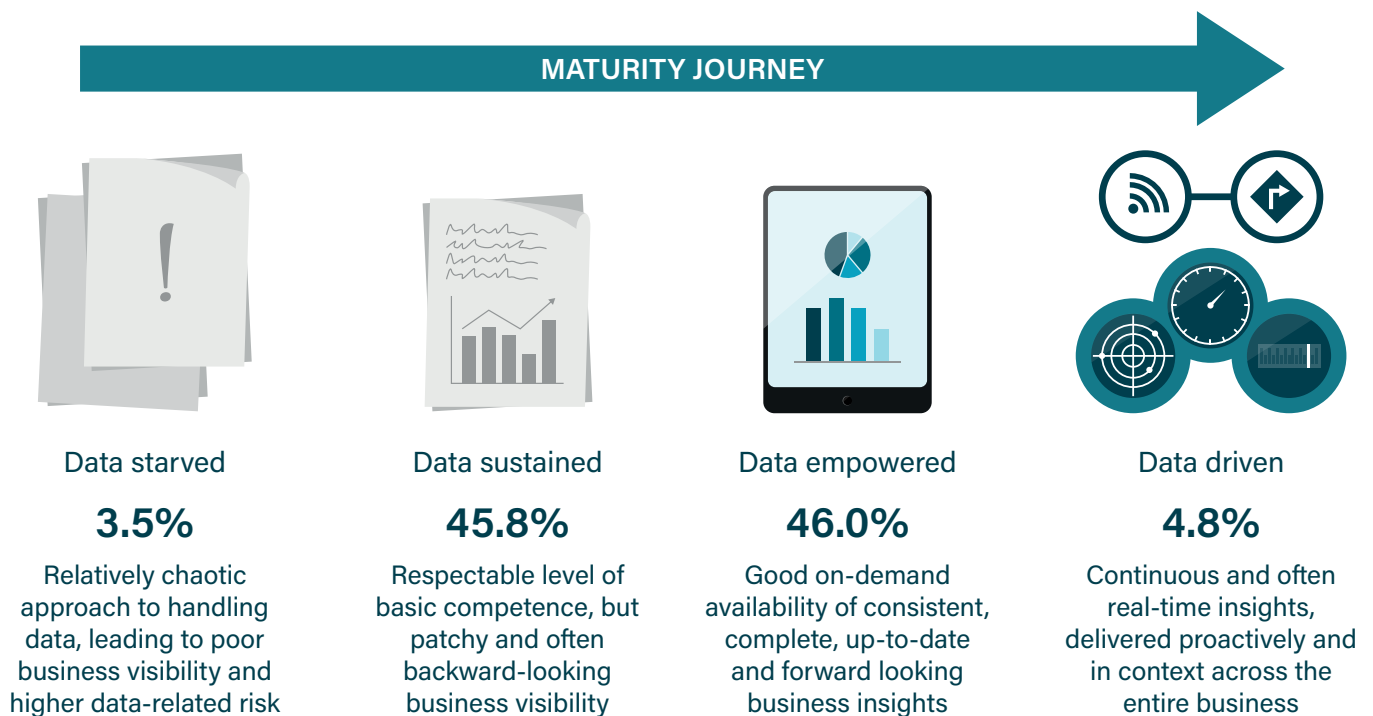 MATURITY JOURNEY
Data starved
3.5%
Relatively chaotic
approach to handling
data, leading to poor
business visibility and
higher data-related risk
Data sustained
45.8%
Respectable level of
basic competence, but
patchy and often
backward-looking
business visibility
Data empowered
46.0%
Good on-demand
availability of consistent,
complete, up-to-date
and forward looking
business insights
Data driven
4.8%
Continuous and often
real-time insights,
delivered proactively and
in context across the
entire business